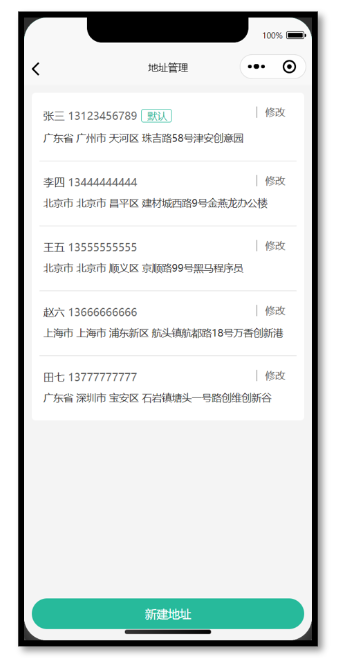 100%
地址管理
张三 13123456789 默认
修改
广东省 广州市 天河区 珠吉路58号津安创意园
李四 13444444444
修改
北京市 北京市 昌平区 建材城西路9号金燕龙办公楼
王五 13555555555
修改
北京市 北京市 顺义区 京顺路99号黑马程序员
赵六 13666666666
修改
上海市 上海市 浦东新区 航头镇航都路18号万香创新港
田七 13777777777
修改
广东省 深圳市 宝安区 石岩镇塘头一号路创维创新谷
新建地址